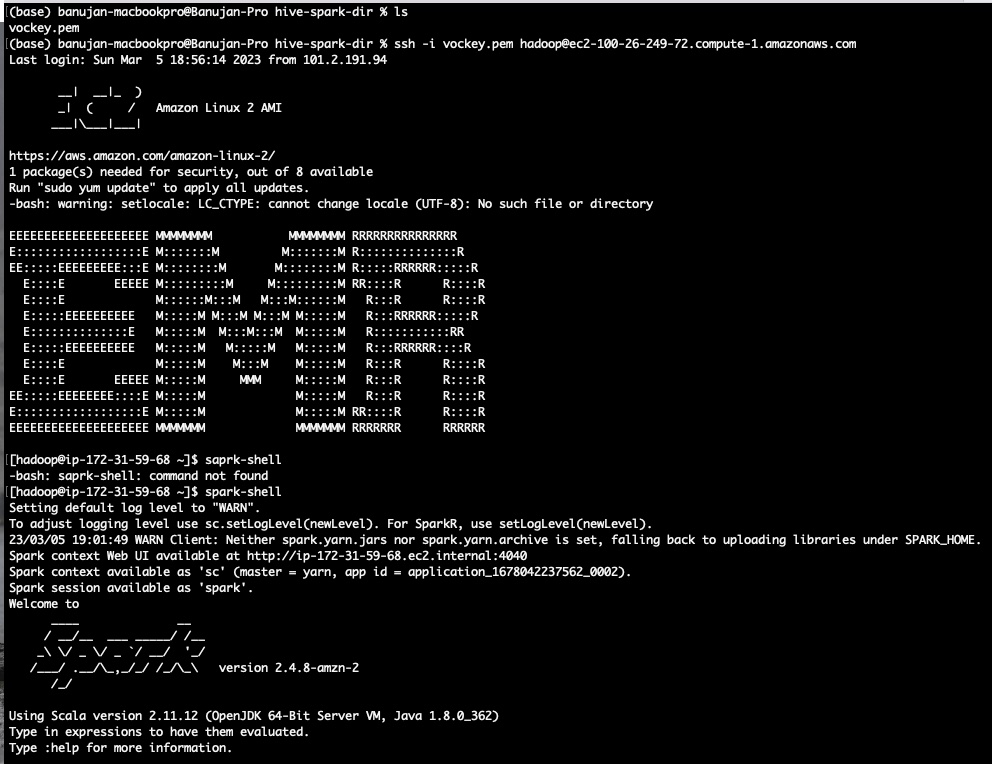 (base) banujan-macbookpro@Banujan-Pro hive-spark-dir % ls
vockey.pem
(base) banujan-macbookpro@Banujan-Pro hive-spark-dir % ssh -i vockey.pem hadoop@ec2-100-26-249-72.compute-1.amazonaws.com
Last login: Sun Mar  5 18:56:14 2023 from 101.2.191.94
       __|  __|_  )
       _|  (     /   Amazon Linux 2 AMI
      ___|\___|___|
https://aws.amazon.com/amazon-linux-2/
1 package(s) needed for security, out of 8 available
Run "sudo yum update" to apply all updates.
-bash: warning: setlocale: LC_CTYPE: cannot change locale (UTF-8): No such file or directory
EEEEEEEEEEEEEEEEEEEE MMMMMMMM           MMMMMMMM RRRRRRRRRRRRRRR
E::::::::::::::::::E M:::::::M         M:::::::M R::::::::::::::R
EE:::::EEEEEEEEE:::E M::::::::M       M::::::::M R:::::RRRRRR:::::R
  E::::E       EEEEE M:::::::::M     M:::::::::M RR::::R      R::::R
  E::::E             M::::::M:::M   M:::M::::::M   R:::R      R::::R
  E:::::EEEEEEEEEE   M:::::M M:::M M:::M M:::::M   R:::RRRRRR:::::R
  E::::::::::::::E   M:::::M  M:::M:::M  M:::::M   R:::::::::::RR
  E:::::EEEEEEEEEE   M:::::M   M:::::M   M:::::M   R:::RRRRRR::::R
  E::::E             M:::::M    M:::M    M:::::M   R:::R      R::::R
  E::::E       EEEEE M:::::M     MMM     M:::::M   R:::R      R::::R
EE:::::EEEEEEEE::::E M:::::M             M:::::M   R:::R      R::::R
E::::::::::::::::::E M:::::M             M:::::M RR::::R      R::::R
EEEEEEEEEEEEEEEEEEEE MMMMMMM             MMMMMMM RRRRRRR      RRRRRR
[hadoop@ip-172-31-59-68 ~]$ saprk-shell
-bash: saprk-shell: command not found
[hadoop@ip-172-31-59-68 ~]$ spark-shell
Setting default log level to "WARN".
To adjust logging level use sc.setLogLevel(newLevel). For SparkR, use setLogLevel(newLevel).
23/03/05 19:01:49 WARN Client: Neither spark.yarn.jars nor spark.yarn.archive is set, falling back to uploading libraries under SPARK_HOME.
Spark context Web UI available at http://ip-172-31-59-68.ec2.internal:4040
Spark context available as 'sc' (master = yarn, app id = application_1678042237562_0002).
Spark session available as 'spark'.
Welcome to
      ____              __
     / __/__  ___ _____/ /__
    _\ \/ _ \/ _ `/ __/  '_/
   /___/ .__/\_,_/_/ /_/\_\   version 2.4.8-amzn-2
      /_/
Using Scala version 2.11.12 (OpenJDK 64-Bit Server VM, Java 1.8.0_362)
Type in expressions to have them evaluated.
Type :help for more information.